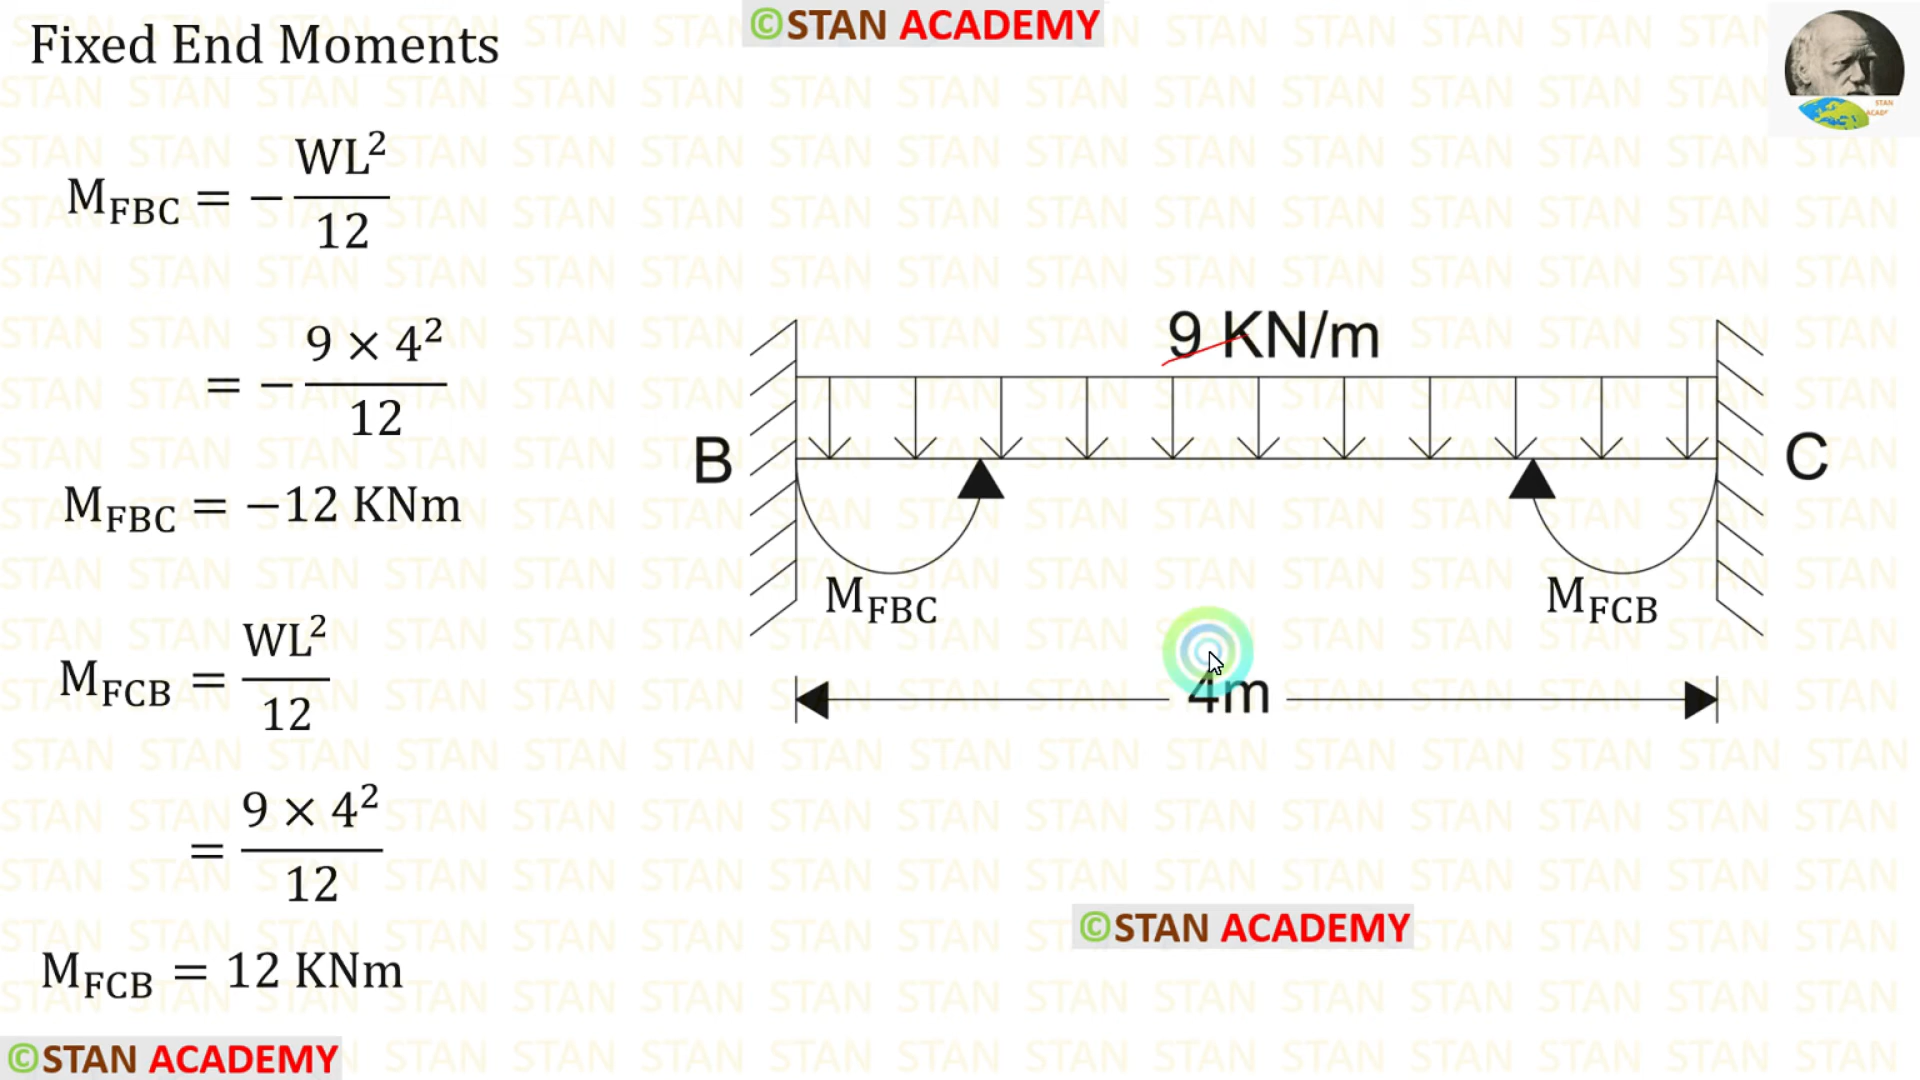 ©STAN ACADEMY
Fixed End Moments
M_FBC = − WL²/12
= − 9 × 4²/12
M_FBC = −12 KNm
M_FCB = WL²/12
= 9 × 4²/12
M_FCB = 12 KNm
9 KN/m
B
C
M_FBC
M_FCB
4m
©STAN ACADEMY
©STAN ACADEMY
STAN